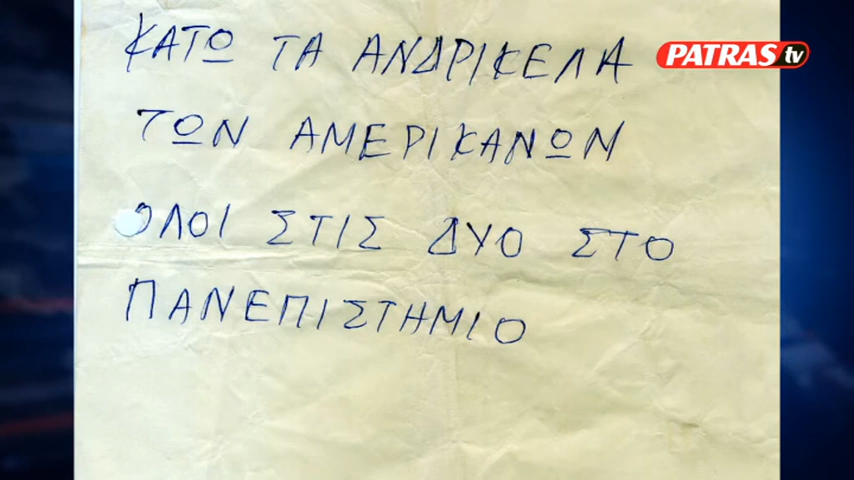 ΚΑΤΩ ΤΑ ΑΝΔΡΙΚΕΛΑ
ΤΩΝ ΑΜΕΡΙΚΑΝΩΝ
ΟΛΟΙ ΣΤΙΣ ΔΥΟ ΣΤΟ
ΠΑΝΕΠΙΣΤΗΜΙΟ
PATRAS tv